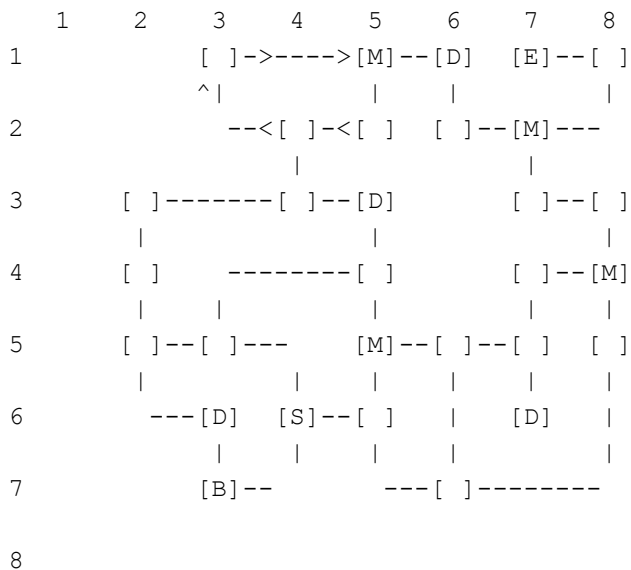 1    2    3    4    5    6    7    8
1            [ ]->---->[M]--[D]  [E]--[ ]
            ^|         |    |         |
2             --<[ ]-<[ ]  [ ]--[M]---
                 |              |
3       [ ]-------[ ]--[D]       [ ]--[ ]
         |              |              |
4       [ ]    --------[ ]       [ ]--[M]
         |    |         |         |    |
5       [ ]--[ ]---    [M]--[ ]--[ ]  [ ]
         |         |    |    |    |    |
6         ---[D]  [S]--[ ]   |   [D]   |
              |    |    |    |         |
7            [B]--       ---[ ]--------
8